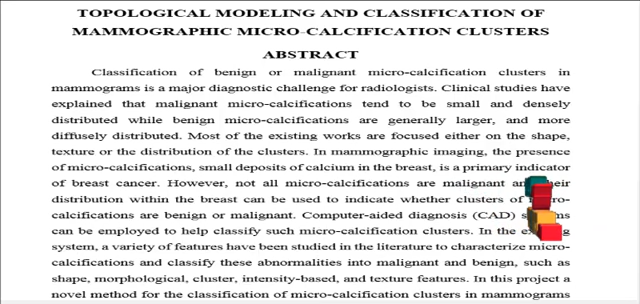 TOPOLOGICAL MODELING AND CLASSIFICATION OF
MAMMOGRAPHIC MICRO-CALCIFICATION CLUSTERS
ABSTRACT
Classification of benign or malignant micro-calcification clusters in
mammograms is a major diagnostic challenge for radiologists. Clinical studies have
explained that malignant micro-calcifications tend to be small and densely
distributed while benign micro-calcifications are generally larger, and more
diffusely distributed. Most of the existing works are focused either on the shape,
texture or the distribution of the clusters. In mammographic imaging, the presence
of micro-calcifications, small deposits of calcium in the breast, is a primary indicator
of breast cancer. However, not all micro-calcifications are malignant
distribution within the breast can be used to indicate whether clusters of
calcifications are benign or malignant. Computer-aided diagnosis (CAD)
can be employed to help classify such micro-calcification clusters. In the
system, a variety of features have been studied in the literature to characterize micro-
calcifications and classify these abnormalities into malignant and benign, such as
shape, morphological, cluster, intensity-based, and texture features. In this project a
novel method for the classification of micro-calcification clusters in mammograms